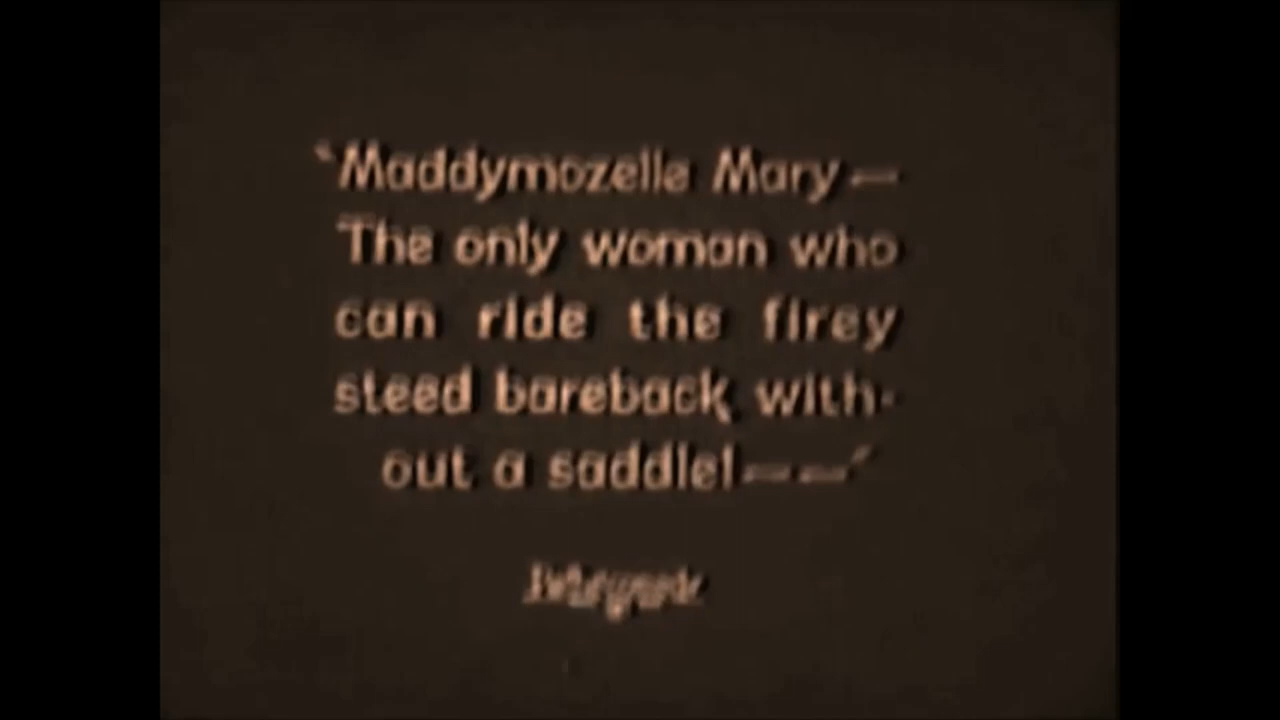 "Maddymozelle Mary —
The only woman who
can ride the firey
steed bareback with-
out a saddle! — —"